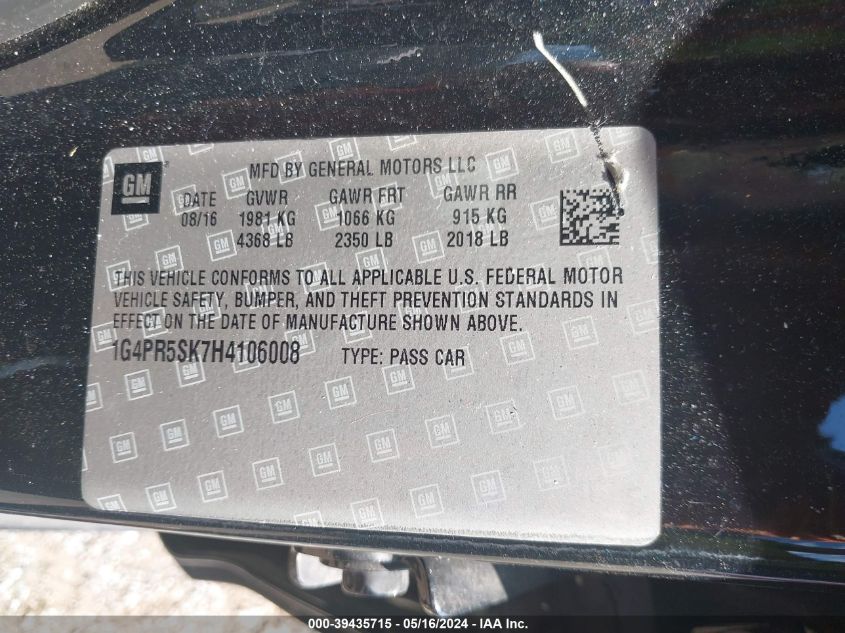 MFD BY GENERAL MOTORS LLC
GM
DATE GVWR GAWR FRT GAWR RR
08/16 1981 KG 1066 KG 915 KG
4368 LB 2350 LB 2018 LB
THIS VEHICLE CONFORMS TO ALL APPLICABLE U.S. FEDERAL MOTOR
VEHICLE SAFETY, BUMPER, AND THEFT PREVENTION STANDARDS IN
EFFECT ON THE DATE OF MANUFACTURE SHOWN ABOVE.
1G4PR5SK7H4106008 TYPE: PASS CAR
000-39435715 - 05/16/2024 - IAA Inc.